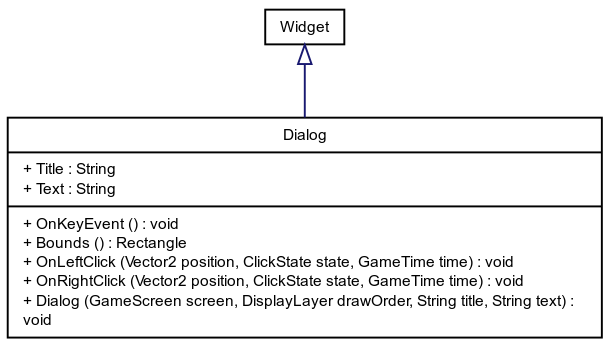 Widget
Dialog
+ Title : String
+ Text : String
+ OnKeyEvent () : void
+ Bounds () : Rectangle
+ OnLeftClick (Vector2 position, ClickState state, GameTime time) : void
+ OnRightClick (Vector2 position, ClickState state, GameTime time) : void
+ Dialog (GameScreen screen, DisplayLayer drawOrder, String title, String text) :
void